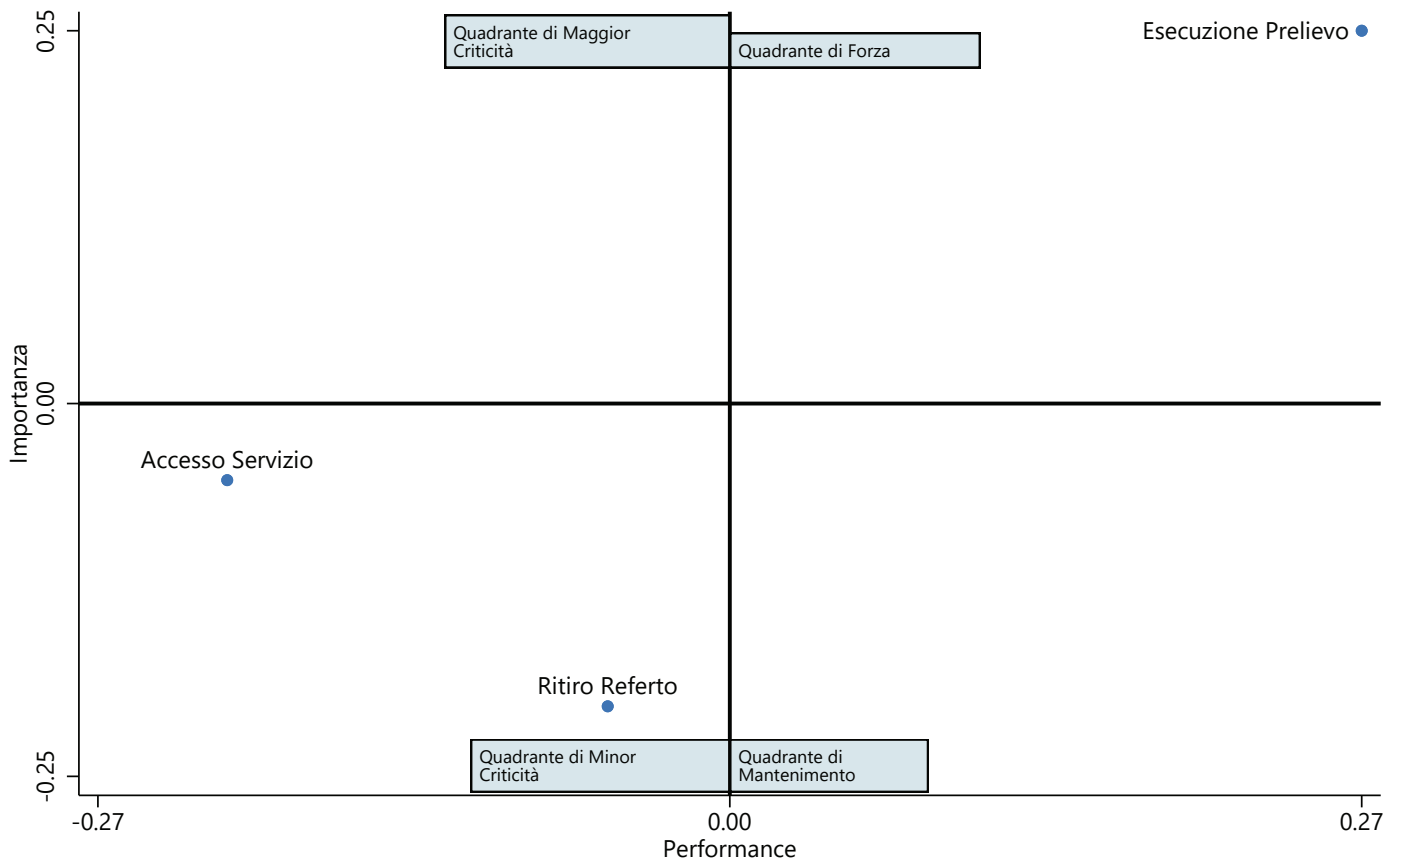 0.25
Quadrante di Maggior
Criticità
Quadrante di Forza
Esecuzione Prelievo
Importanza
0.00
Accesso Servizio
Ritiro Referto
Quadrante di Minor
Criticità
Quadrante di
Mantenimento
-0.25
-0.27
0.00
0.27
Performance